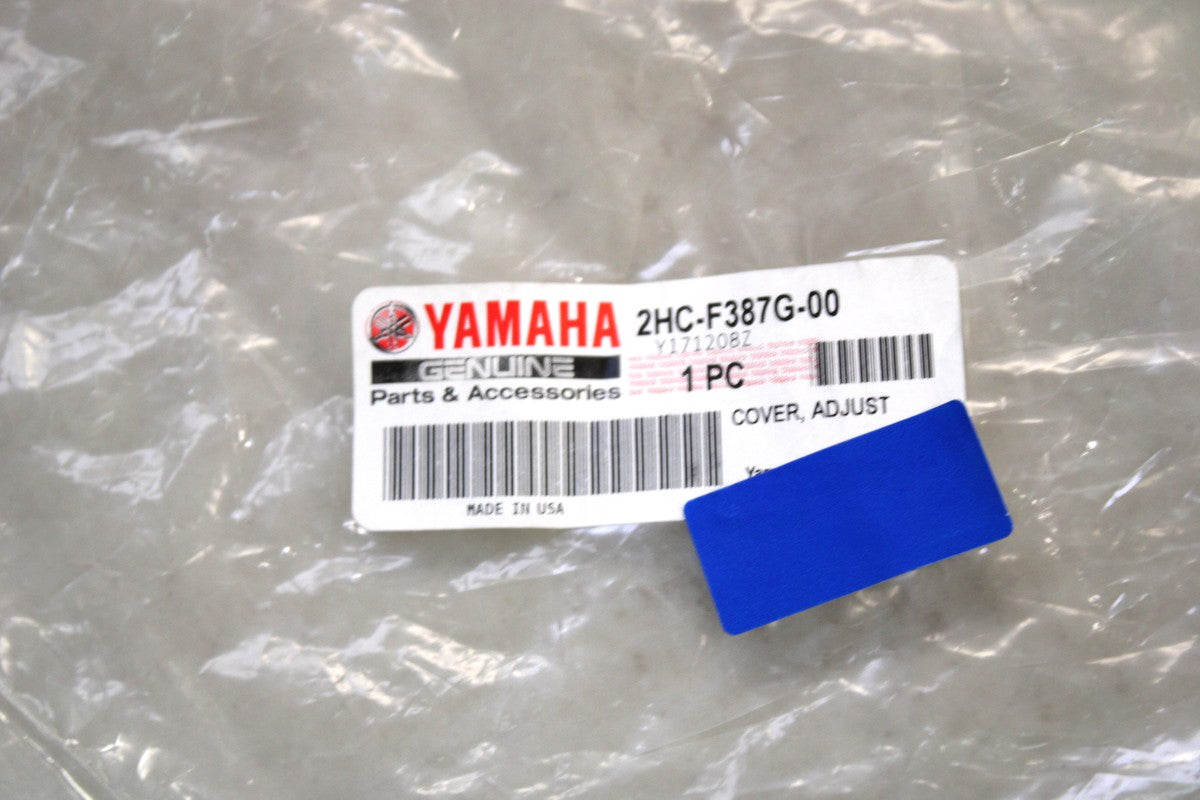 YAMAHA
GENUINE
Parts & Accessories
2HC-F387G-00
Y171208Z
1 PC
COVER, ADJUST
MADE IN USA